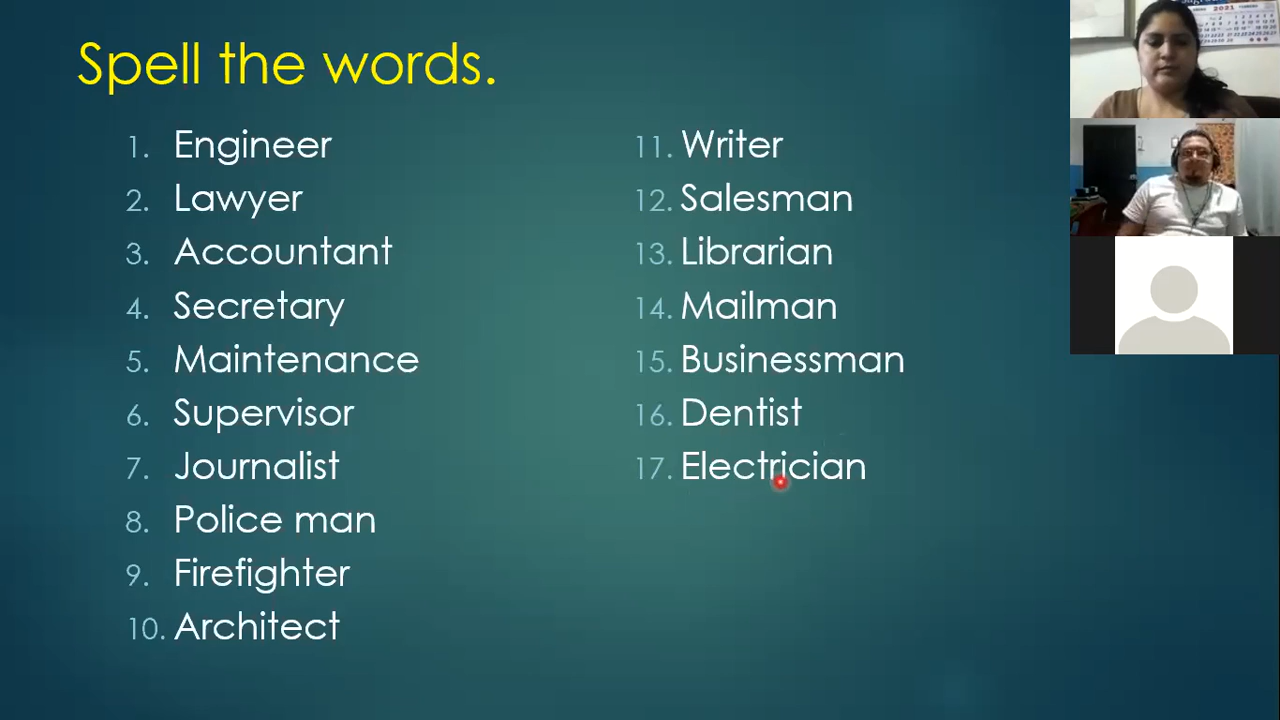 Spell the words.
1. Engineer
2. Lawyer
3. Accountant
4. Secretary
5. Maintenance
6. Supervisor
7. Journalist
8. Police man
9. Firefighter
10. Architect
11. Writer
12. Salesman
13. Librarian
14. Mailman
15. Businessman
16. Dentist
17. Electrician
2021